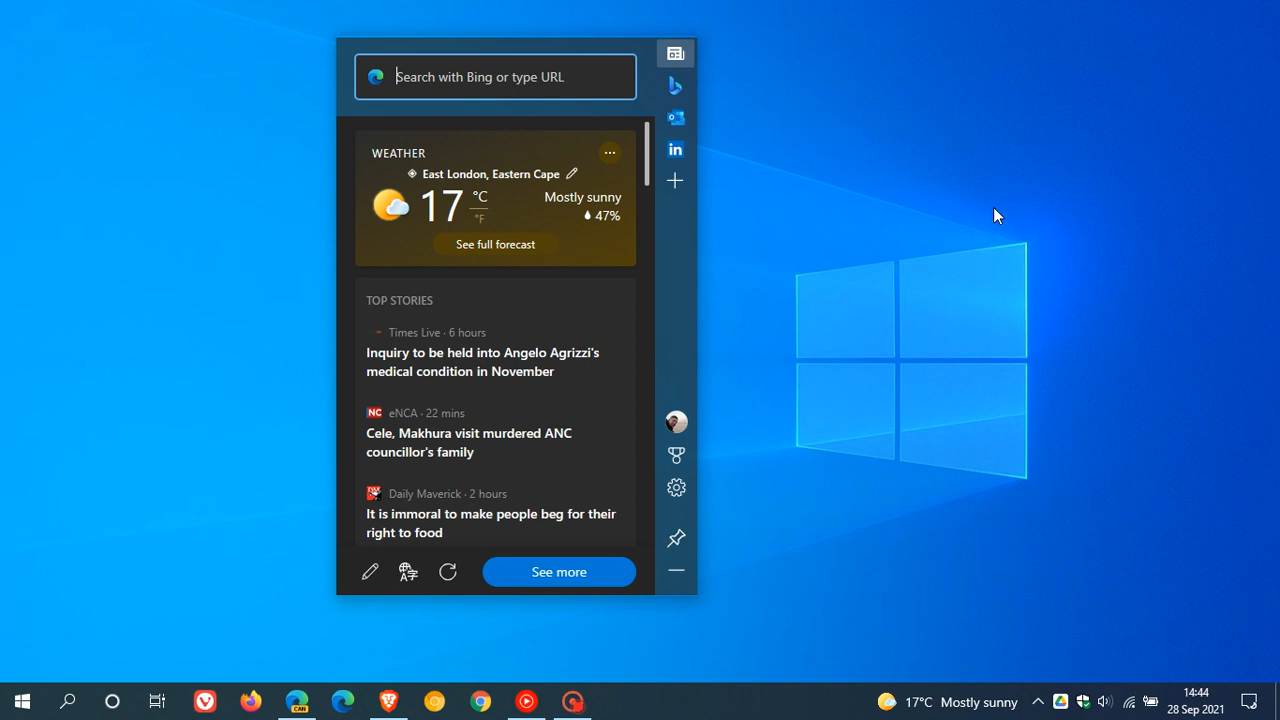 Search with Bing or type URL
WEATHER
East London, Eastern Cape
17 °C
°F
Mostly sunny
47%
See full forecast
TOP STORIES
Times Live · 6 hours
Inquiry to be held into Angelo Agrizzi's
medical condition in November
NC eNCA · 22 mins
Cele, Makhura visit murdered ANC
councillor's family
Daily Maverick · 2 hours
It is immoral to make people beg for their
right to food
See more
in
CAN
17°C Mostly sunny
14:44
28 Sep 2021